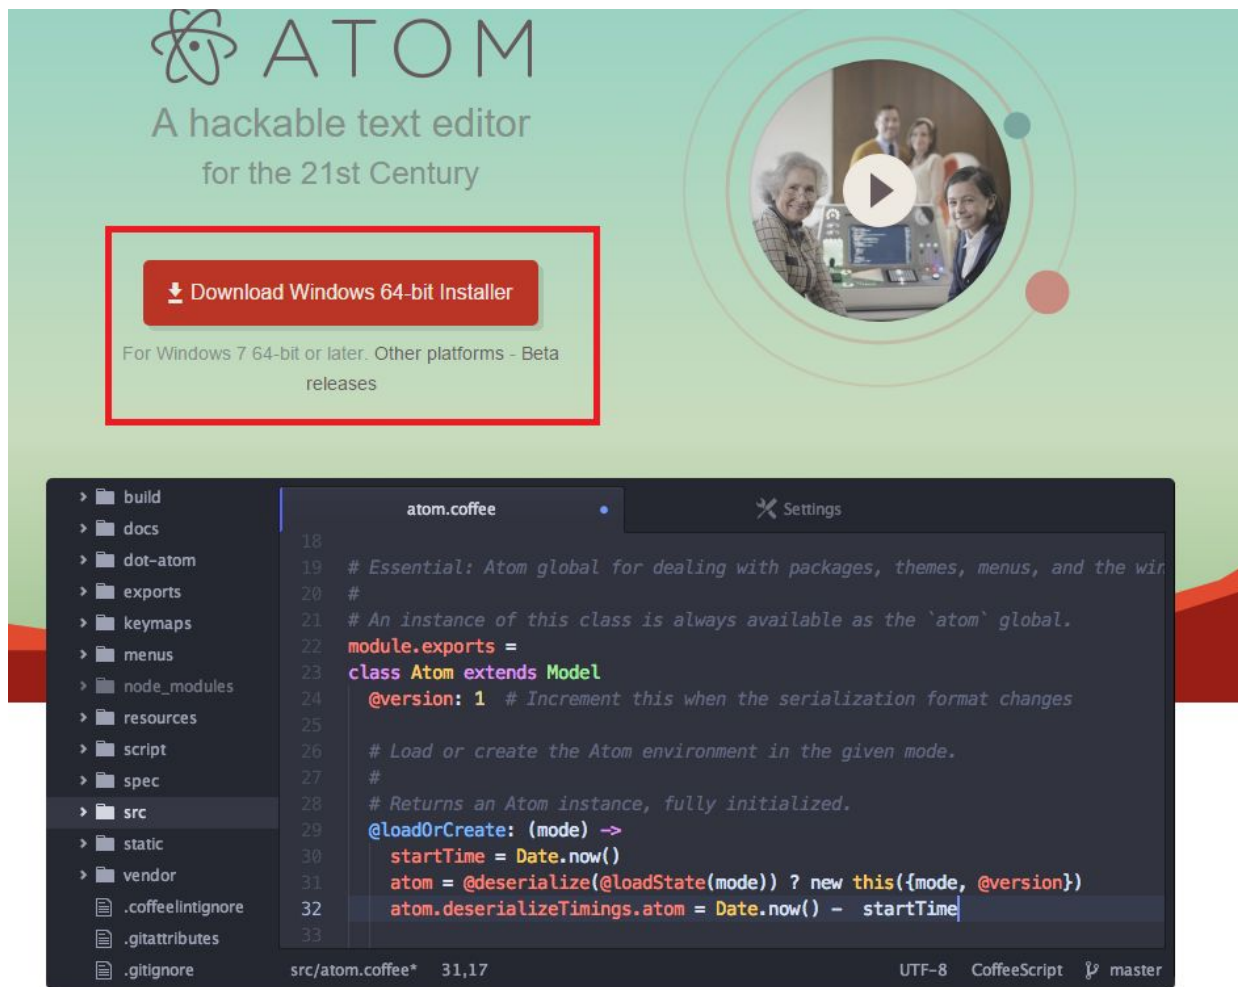 ATOM
A hackable text editor
for the 21st Century
Download Windows 64-bit Installer
For Windows 7 64-bit or later. Other platforms - Beta
releases
build
docs
dot-atom
exports
keymaps
menus
node_modules
resources
script
spec
src
static
vendor
.coffeelintignore
.gitattributes
.gitignore
atom.coffee
Settings
18
19 # Essential: Atom global for dealing with packages, themes, menus, and the win
20 #
21 # An instance of this class is always available as the `atom` global.
22 module.exports =
23 class Atom extends Model
24 @version: 1 # Increment this when the serialization format changes
25
26 # Load or create the Atom environment in the given mode.
27 #
28 # Returns an Atom instance, fully initialized.
29 @loadOrCreate: (mode) ->
30 startTime = Date.now()
31 atom = @deserialize(@loadState(mode)) ? new this({mode, @version})
32 atom.deserializeTimings.atom = Date.now() - startTime
33
src/atom.coffee* 31,17
UTF-8 CoffeeScript master